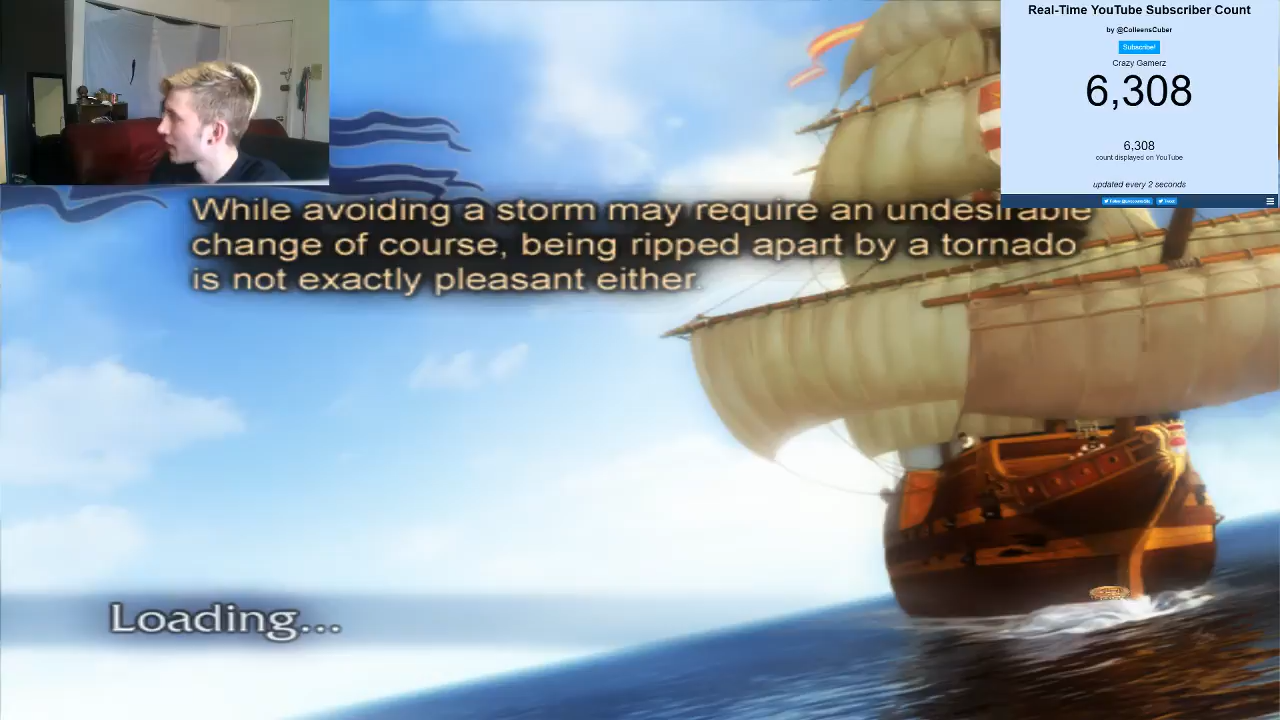 Real-Time YouTube Subscriber Count
by @ColleensCuber
Subscribe!
Crazy Gamerz
6,308
6,308
count displayed on YouTube
updated every 2 seconds
While avoiding a storm may require an undesirable
change of course, being ripped apart by a tornado
is not exactly pleasant either.
Loading...